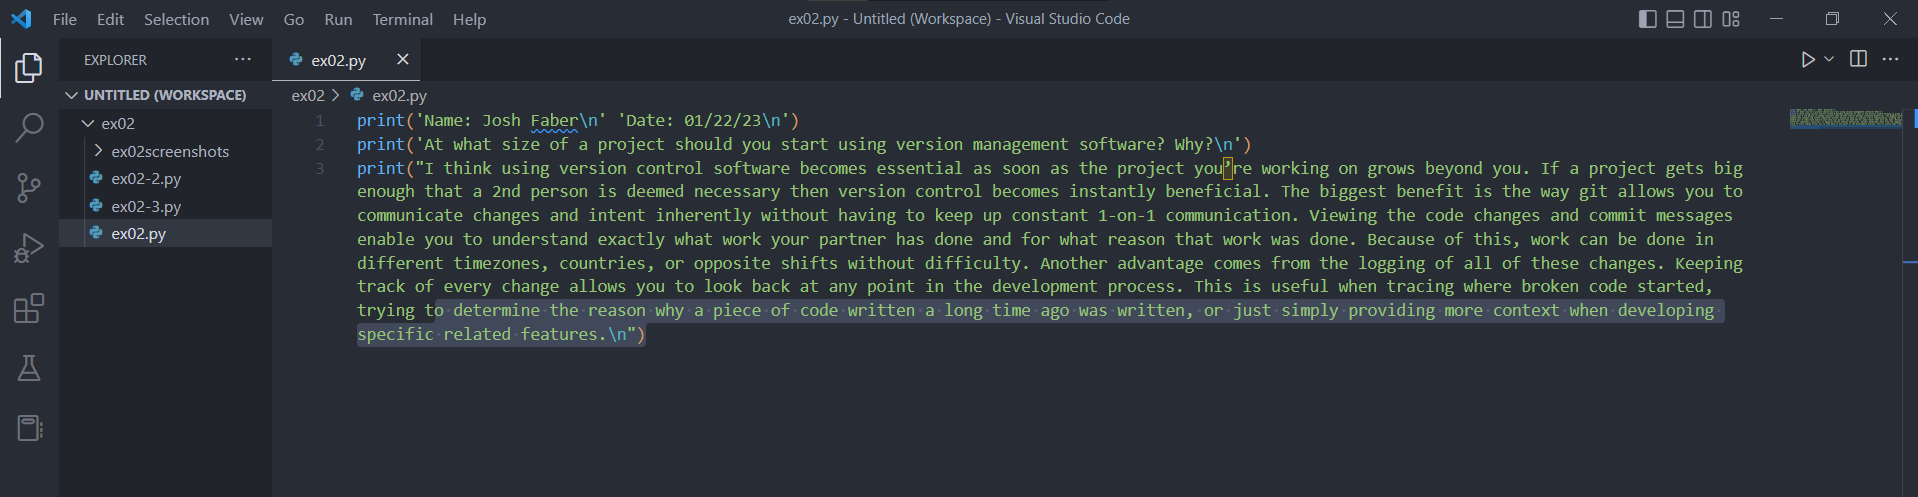 File Edit Selection View Go Run Terminal Help ex02.py - Untitled (Workspace) - Visual Studio Code
EXPLORER ··· ex02.py ×
UNTITLED (WORKSPACE) ex02 > ex02.py
ex02
ex02screenshots
ex02-2.py
ex02-3.py
ex02.py
1 print('Name: Josh Faber\n' 'Date: 01/22/23\n')
2 print('At what size of a project should you start using version management software? Why?\n')
3 print("I think using version control software becomes essential as soon as the project you’re working on grows beyond you. If a project gets big
enough that a 2nd person is deemed necessary then version control becomes instantly beneficial. The biggest benefit is the way git allows you to
communicate changes and intent inherently without having to keep up constant 1-on-1 communication. Viewing the code changes and commit messages
enable you to understand exactly what work your partner has done and for what reason that work was done. Because of this, work can be done in
different timezones, countries, or opposite shifts without difficulty. Another advantage comes from the logging of all of these changes. Keeping
track of every change allows you to look back at any point in the development process. This is useful when tracing where broken code started,
trying to determine the reason why a piece of code written a long time ago was written, or just simply providing more context when developing
specific related features.\n")